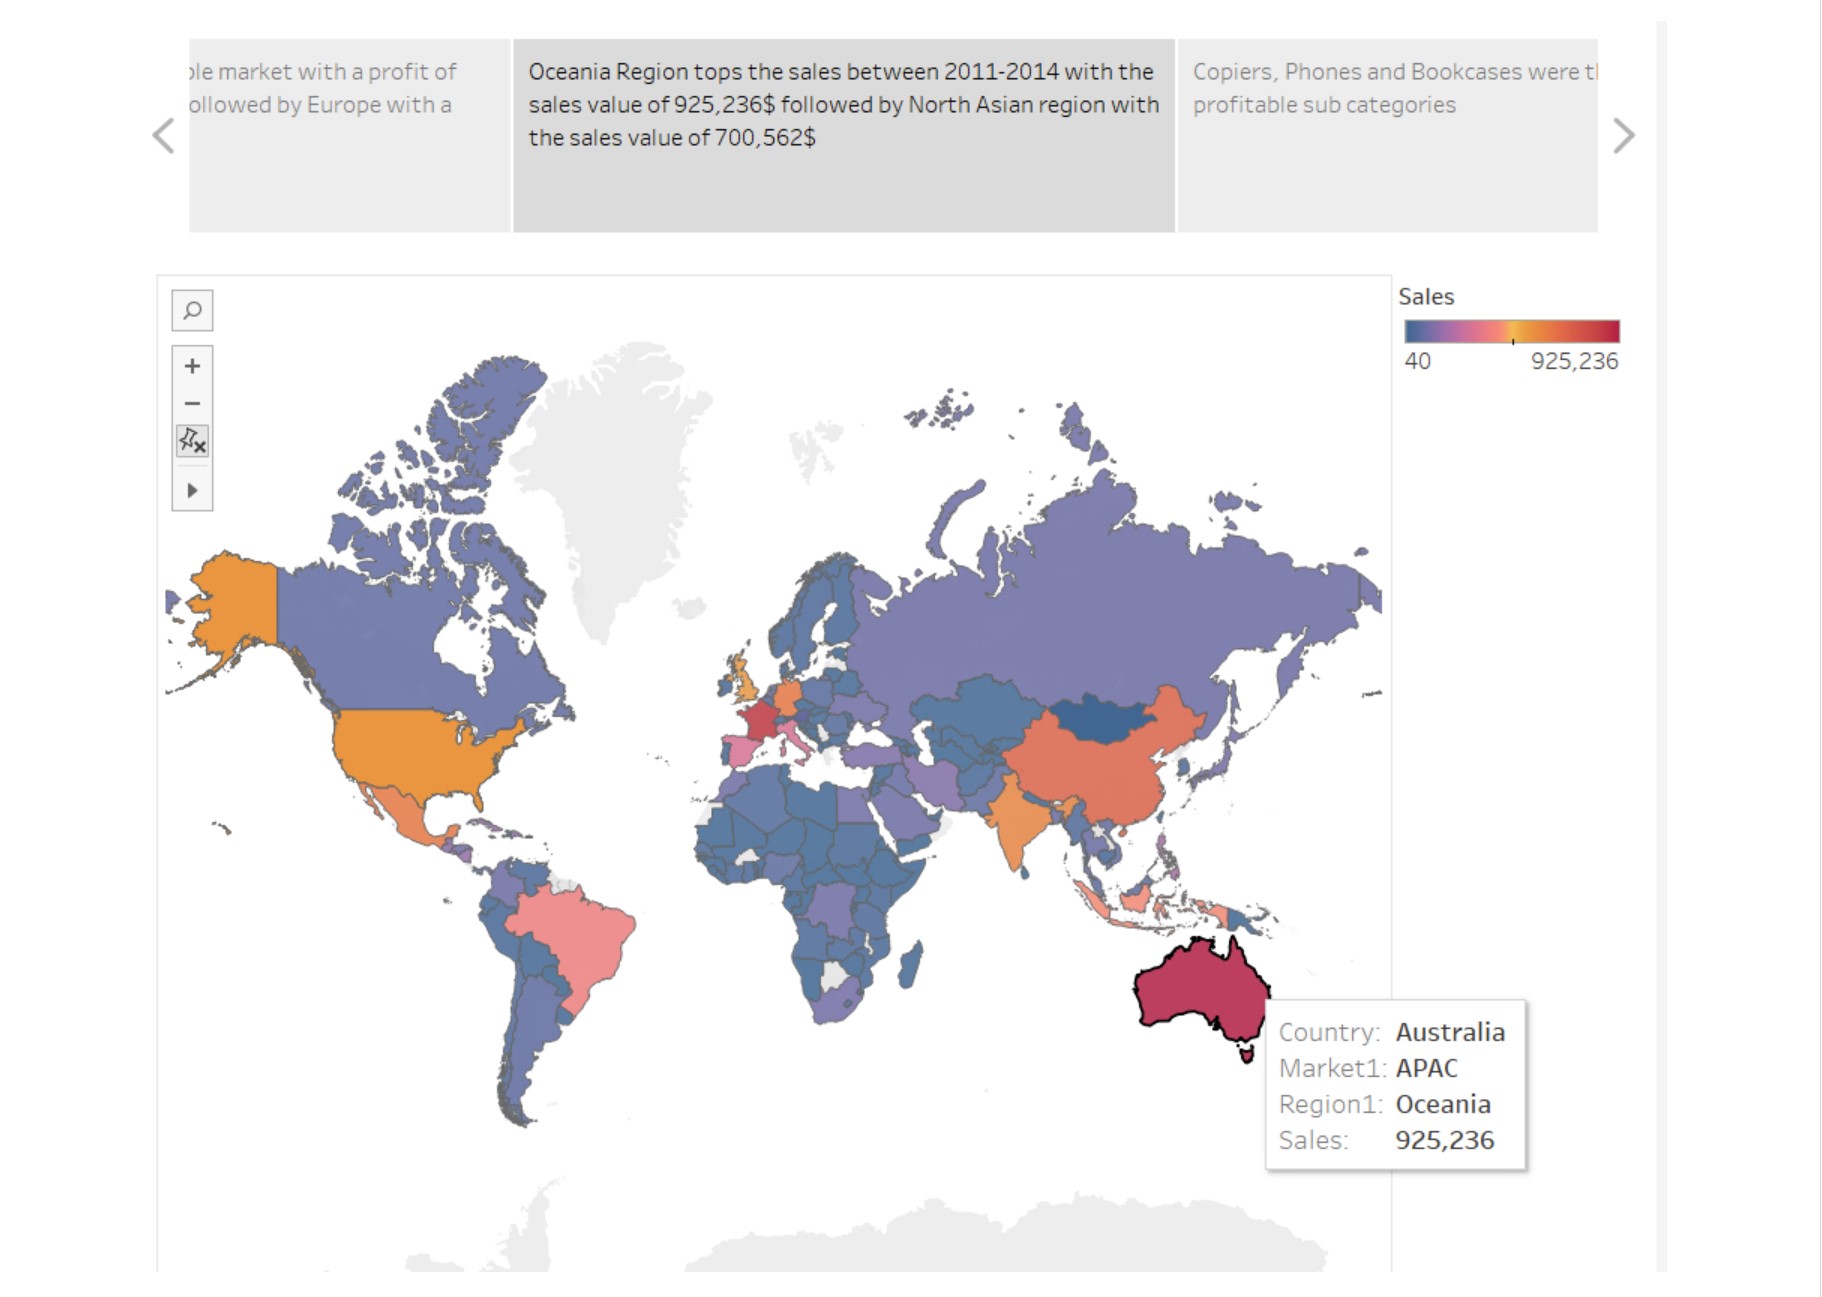 ple market with a profit of
ollowed by Europe with a
Oceania Region tops the sales between 2011-2014 with the
sales value of 925,236$ followed by North Asian region with
the sales value of 700,562$
Copiers, Phones and Bookcases were
profitable sub categories
Sales
40 925,236
Country: Australia
Market1: APAC
Region1: Oceania
Sales: 925,236